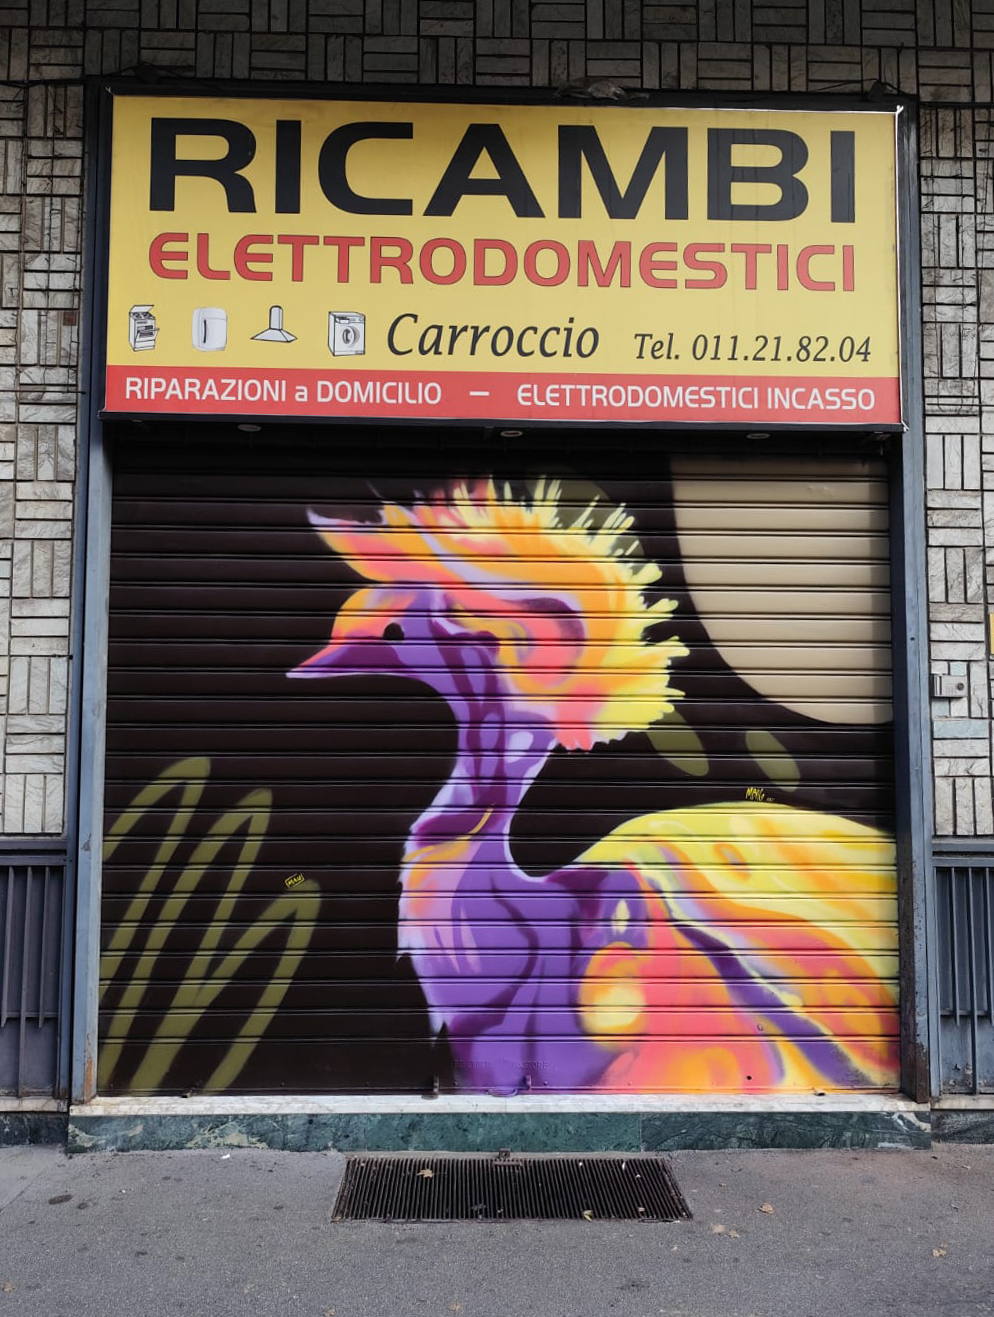 RICAMBI
ELETTRODOMESTICI
Carroccio Tel. 011.21.82.04
RIPARAZIONI a DOMICILIO – ELETTRODOMESTICI INCASSO